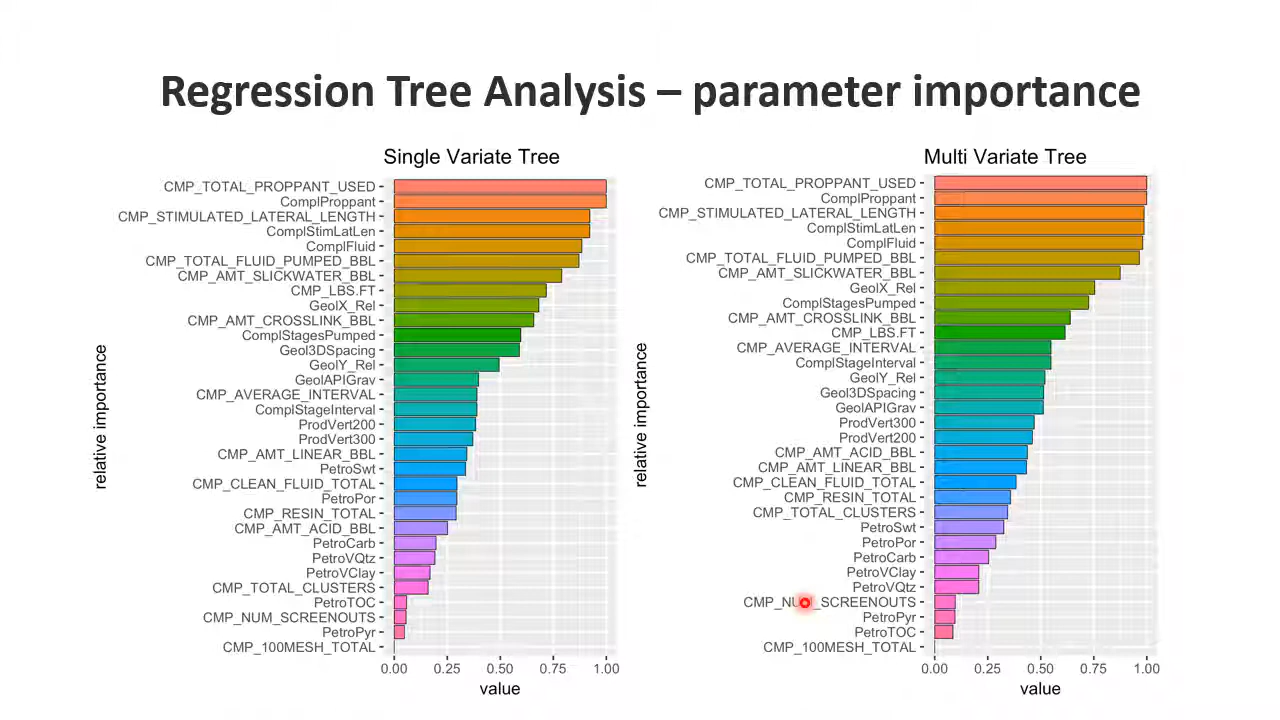 Regression Tree Analysis – parameter importance
Single Variate Tree
CMP_TOTAL_PROPPANT_USED
ComplProppant
CMP_STIMULATED_LATERAL_LENGTH
ComplStimLatLen
ComplFluid
CMP_TOTAL_FLUID_PUMPED_BBL
CMP_AMT_SLICKWATER_BBL
CMP_LBS.FT
GeolX_Rel
CMP_AMT_CROSSLINK_BBL
ComplStagesPumped
Geol3DSpacing
GeolY_Rel
GeolAPIGrav
CMP_AVERAGE_INTERVAL
ComplStageInterval
ProdVert200
ProdVert300
CMP_AMT_LINEAR_BBL
PetroSwt
CMP_CLEAN_FLUID_TOTAL
PetroPor
CMP_RESIN_TOTAL
CMP_AMT_ACID_BBL
PetroCarb
PetroVQtz
PetroVClay
CMP_TOTAL_CLUSTERS
PetroTOC
CMP_NUM_SCREENOUTS
PetroPyr
CMP_100MESH_TOTAL
relative importance
0.00 0.25 0.50 0.75 1.00
value
Multi Variate Tree
CMP_TOTAL_PROPPANT_USED
ComplProppant
CMP_STIMULATED_LATERAL_LENGTH
ComplStimLatLen
ComplFluid
CMP_TOTAL_FLUID_PUMPED_BBL
CMP_AMT_SLICKWATER_BBL
GeolX_Rel
ComplStagesPumped
CMP_AMT_CROSSLINK_BBL
CMP_LBS.FT
CMP_AVERAGE_INTERVAL
ComplStageInterval
GeolY_Rel
Geol3DSpacing
GeolAPIGrav
ProdVert300
ProdVert200
CMP_AMT_ACID_BBL
CMP_AMT_LINEAR_BBL
CMP_CLEAN_FLUID_TOTAL
CMP_RESIN_TOTAL
CMP_TOTAL_CLUSTERS
PetroSwt
PetroPor
PetroCarb
PetroVClay
PetroVQtz
CMP_NUM_SCREENOUTS
PetroPyr
PetroTOC
CMP_100MESH_TOTAL
relative importance
0.00 0.25 0.50 0.75 1.00
value